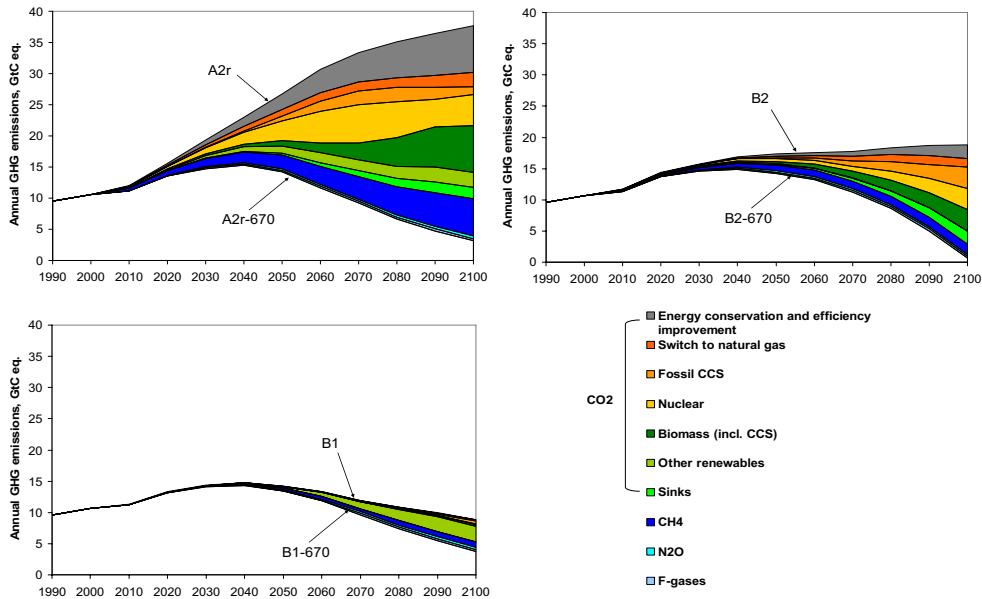 Annual GHG emissions, GtC eq.
40
35
30
25
20
15
10
5
0
A2r
A2r-670
1990 2000 2010 2020 2030 2040 2050 2060 2070 2080 2090 2100
Annual GHG emissions, GtC eq.
40
35
30
25
20
15
10
5
0
B2
B2-670
1990 2000 2010 2020 2030 2040 2050 2060 2070 2080 2090 2100
Annual GHG emissions, GtC eq.
40
35
30
25
20
15
10
5
0
B1
B1-670
1990 2000 2010 2020 2030 2040 2050 2060 2070 2080 2090 2100
CO2
Energy conservation and efficiency
improvement
Switch to natural gas
Fossil CCS
Nuclear
Biomass (incl. CCS)
Other renewables
Sinks
CH4
N2O
F-gases